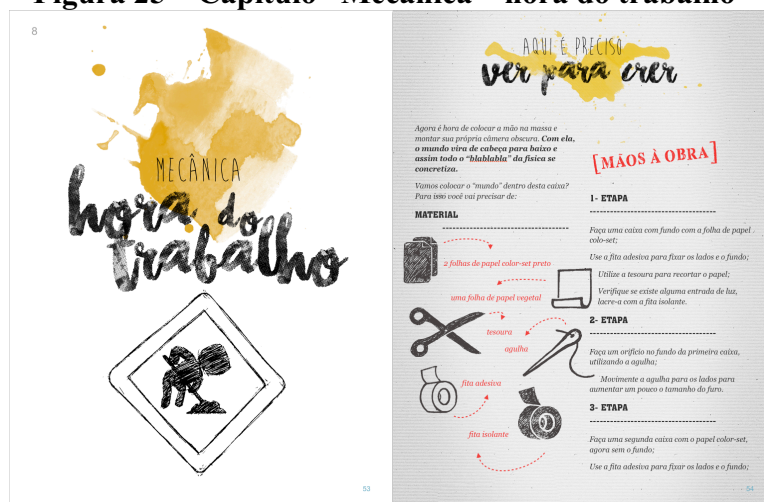 Figura – Capítulo “Mecânica – hora do trabalho”
8
MECÂNICA
hora do
trabalho
53
AQUI É PRECISO
ver para crer
Agora é hora de colocar a mão na massa e
montar sua própria câmera obscura. Com ela,
o mundo vira de cabeça para baixo e
assim todo o “blablabla” da física se
concretiza.
Vamos colocar o “mundo” dentro desta caixa?
Para isso você vai precisar de:
MATERIAL
2 folhas de papel color-set preto
uma folha de papel vegetal
tesoura
agulha
fita adesiva
fita isolante
[MÃOS À OBRA]
1- ETAPA
Faça uma caixa com fundo com a folha de papel
colo-set;
Use a fita adesiva para fixar os lados e o fundo;
Utilize a tesoura para recortar o papel;
Verifique se existe alguma entrada de luz,
lacre-a com a fita isolante.
2- ETAPA
Faça um orifício no fundo da primeira caixa,
utilizando a agulha;
Movimente a agulha para os lados para
aumentar um pouco o tamanho do furo.
3- ETAPA
Faça uma segunda caixa com o papel color-set,
agora sem o fundo;
Use a fita adesiva para fixar os lados e o fundo;
54